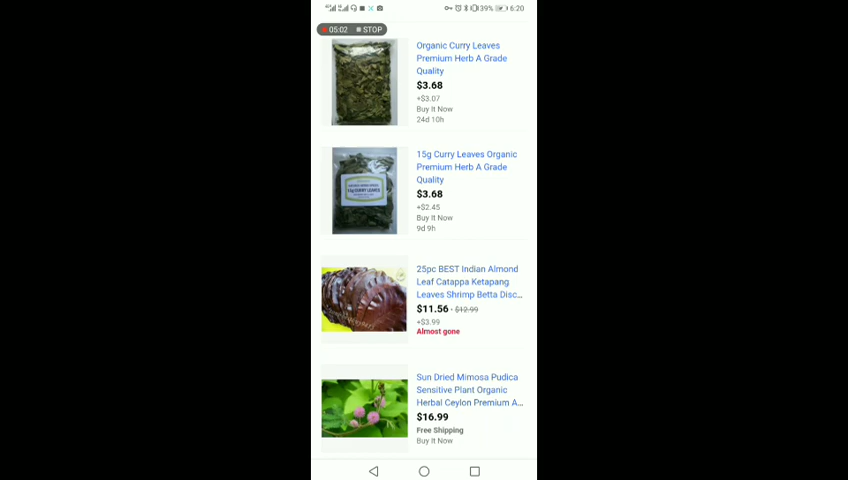 39% 6:20
05:02 STOP
Organic Curry Leaves
Premium Herb A Grade
Quality
$3.68
+$3.07
Buy It Now
24d 10h
15g Curry Leaves Organic
Premium Herb A Grade
Quality
$3.68
+$2.45
Buy It Now
9d 9h
15g CURRY LEAVES
25pc BEST Indian Almond
Leaf Catappa Ketapang
Leaves Shrimp Betta Disc...
$11.56 - $12.99
+$3.99
Almost gone
Sun Dried Mimosa Pudica
Sensitive Plant Organic
Herbal Ceylon Premium A...
$16.99
Free Shipping
Buy It Now